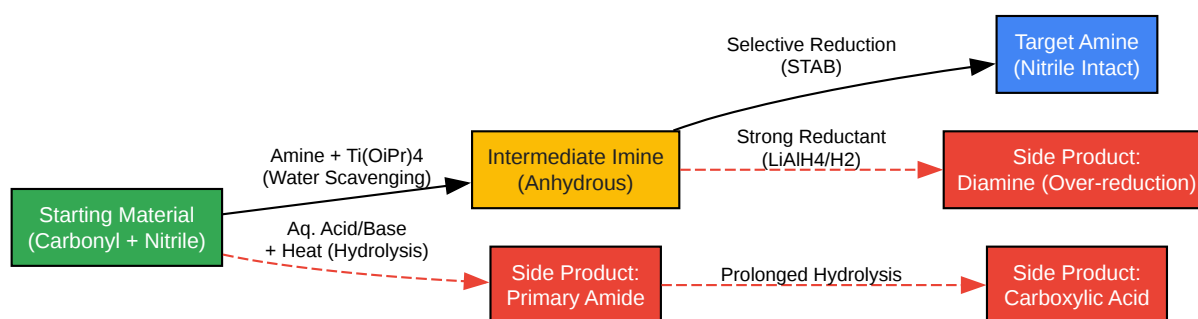 Selective Reduction
(STAB)
Target Amine
(Nitrile Intact)
Amine + Ti(OiPr)4
(Water Scavenging)
Intermediate Imine
(Anhydrous)
Strong Reductant
(LiAlH4/H2)
Side Product:
Diamine (Over-reduction)
Starting Material
(Carbonyl + Nitrile)
Aq. Acid/Base
+ Heat (Hydrolysis)
Side Product:
Primary Amide
Prolonged Hydrolysis
Side Product:
Carboxylic Acid